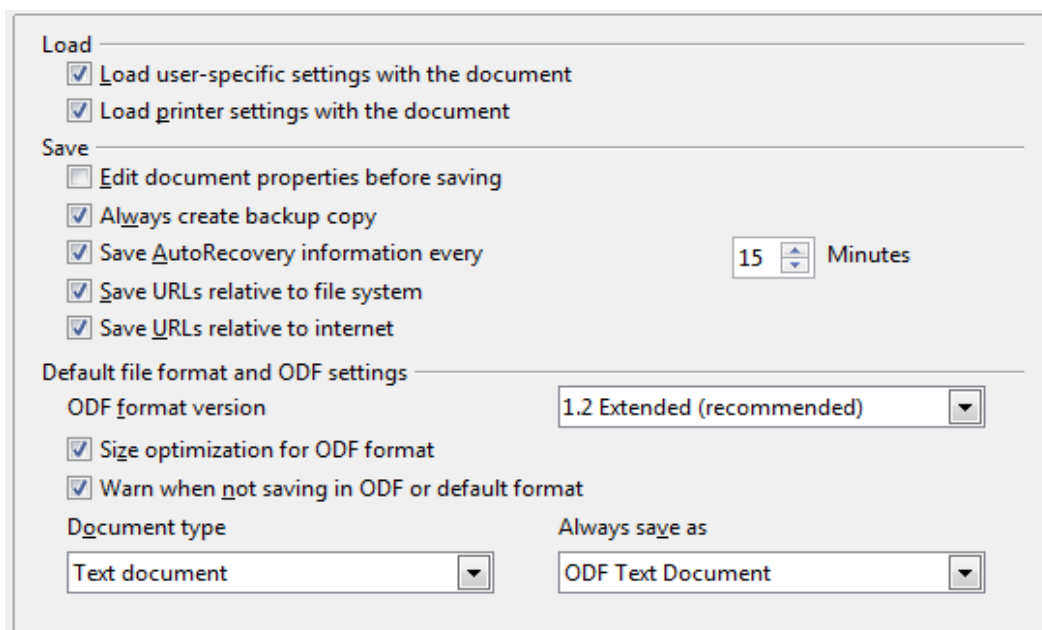 Load
Load user-specific settings with the document
Load printer settings with the document
Save
Edit document properties before saving
Always create backup copy
Save AutoRecovery information every 15 Minutes
Save URLs relative to file system
Save URLs relative to internet
Default file format and ODF settings
ODF format version 1.2 Extended (recommended)
Size optimization for ODF format
Warn when not saving in ODF or default format
Document type Always save as
Text document ODF Text Document